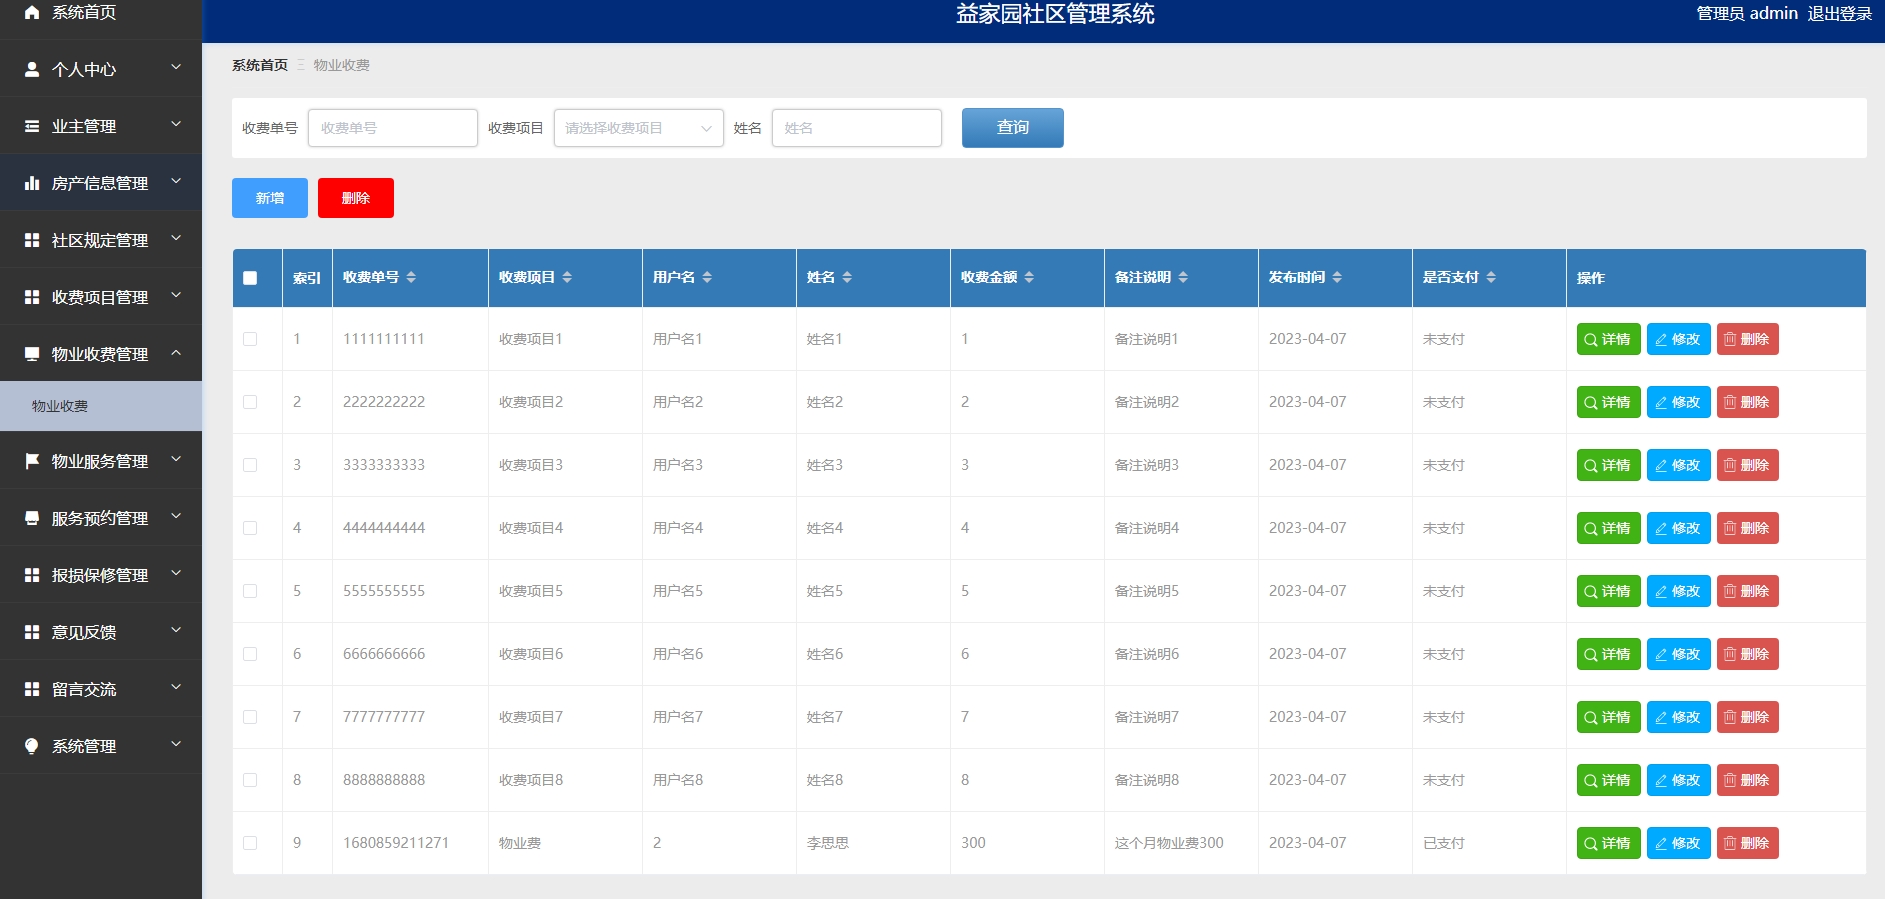 益家园社区管理系统
管理员 admin 退出登录
系统首页
个人中心
业主管理
房产信息管理
社区规定管理
收费项目管理
物业收费管理
物业收费
物业服务管理
服务预约管理
报损保修管理
意见反馈
留言交流
系统管理
系统首页 物业收费
收费单号 收费单号 收费项目 请选择收费项目 姓名 姓名 查询
新增 删除
索引 收费单号 收费项目 用户名 姓名 收费金额 备注说明 发布时间 是否支付 操作
1 1111111111 收费项目1 用户名1 姓名1 1 备注说明1 2023-04-07 未支付 详情 修改 删除
2 2222222222 收费项目2 用户名2 姓名2 2 备注说明2 2023-04-07 未支付 详情 修改 删除
3 3333333333 收费项目3 用户名3 姓名3 3 备注说明3 2023-04-07 未支付 详情 修改 删除
4 4444444444 收费项目4 用户名4 姓名4 4 备注说明4 2023-04-07 未支付 详情 修改 删除
5 5555555555 收费项目5 用户名5 姓名5 5 备注说明5 2023-04-07 未支付 详情 修改 删除
6 6666666666 收费项目6 用户名6 姓名6 6 备注说明6 2023-04-07 未支付 详情 修改 删除
7 7777777777 收费项目7 用户名7 姓名7 7 备注说明7 2023-04-07 未支付 详情 修改 删除
8 8888888888 收费项目8 用户名8 姓名8 8 备注说明8 2023-04-07 未支付 详情 修改 删除
9 1680859211271 物业费 2 李思思 300 这个月物业费300 2023-04-07 已支付 详情 修改 删除